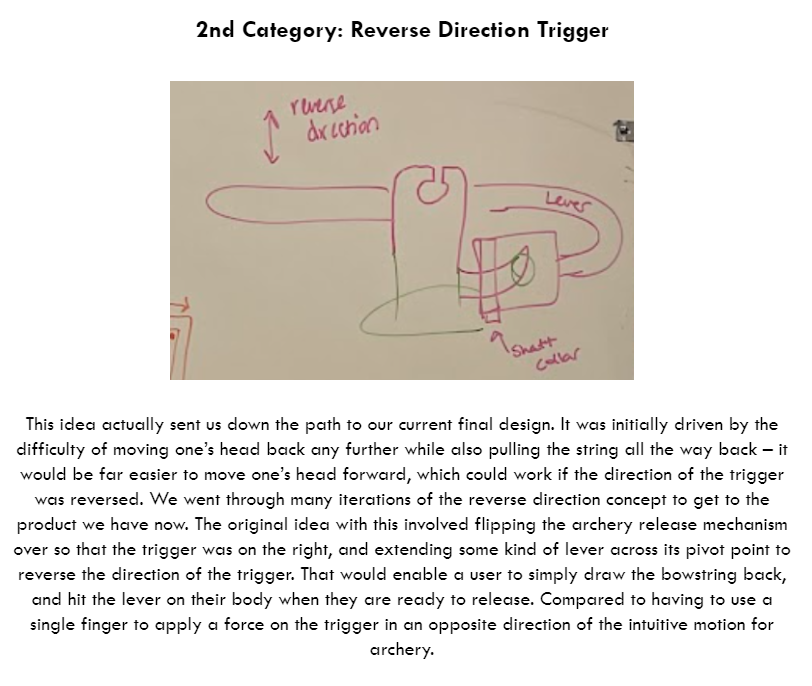 2nd Category: Reverse Direction Trigger
reverse
direction
Lever
Shaft
collar
This idea actually sent us down the path to our current final design. It was initially driven by the
difficulty of moving one’s head back any further while also pulling the string all the way back – it
would be far easier to move one’s head forward, which could work if the direction of the trigger
was reversed. We went through many iterations of the reverse direction concept to get to the
product we have now. The original idea with this involved flipping the archery release mechanism
over so that the trigger was on the right, and extending some kind of lever across its pivot point to
reverse the direction of the trigger. That would enable a user to simply draw the bowstring back,
and hit the lever on their body when they are ready to release. Compared to having to use a
single finger to apply a force on the trigger in an opposite direction of the intuitive motion for
archery.